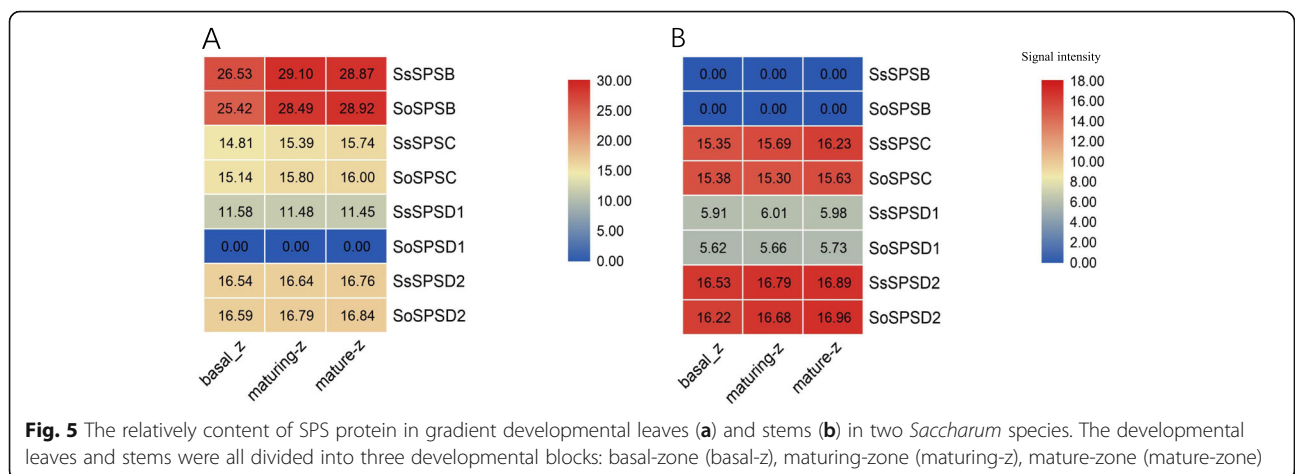 A
26.53 29.10 28.87 SsSPSB
25.42 28.49 28.92 SoSPSB
14.81 15.39 15.74 SsSPSC
15.14 15.80 16.00 SoSPSC
11.58 11.48 11.45 SsSPSD1
0.00 0.00 0.00 SoSPSD1
16.54 16.64 16.76 SsSPSD2
16.59 16.79 16.84 SoSPSD2
basal_z maturing-z mature-z
30.00
25.00
20.00
15.00
10.00
5.00
0.00
B
0.00 0.00 0.00 SsSPSB
0.00 0.00 0.00 SoSPSB
15.35 15.69 16.23 SsSPSC
15.38 15.30 15.63 SoSPSC
5.91 6.01 5.98 SsSPSD1
5.62 5.66 5.73 SoSPSD1
16.53 16.79 16.89 SsSPSD2
16.22 16.68 16.96 SoSPSD2
basal_z maturing-z mature-z
Signal intensity
18.00
16.00
14.00
12.00
10.00
8.00
6.00
4.00
2.00
0.00
Fig. 5 The relatively content of SPS protein in gradient developmental leaves (a) and stems (b) in two Saccharum species. The developmental
leaves and stems were all divided into three developmental blocks: basal-zone (basal-z), maturing-zone (maturing-z), mature-zone (mature-zone)